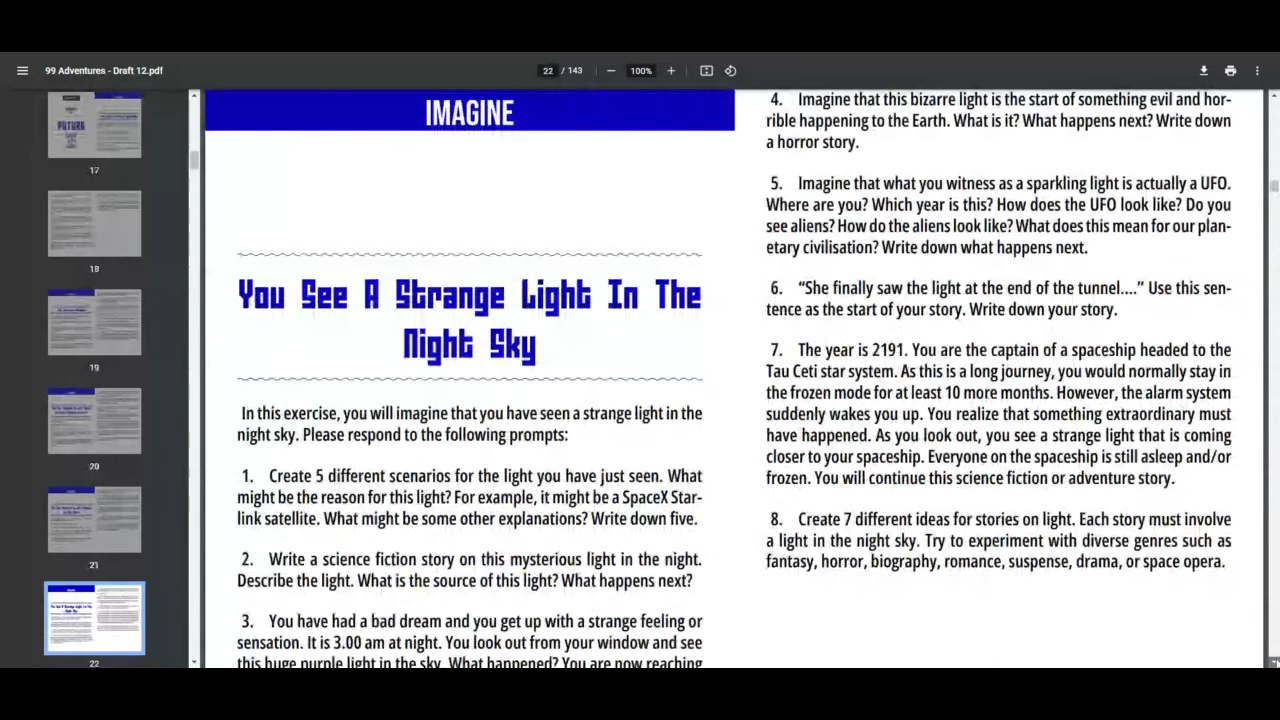 99 Adventures - Draft 12.pdf
22 / 143
100%
17
18
19
20
21
22
IMAGINE
You See A Strange Light In The
Night Sky
In this exercise, you will imagine that you have seen a strange light in the
night sky. Please respond to the following prompts:
1. Create 5 different scenarios for the light you have just seen. What
might be the reason for this light? For example, it might be a SpaceX Star-
link satellite. What might be some other explanations? Write down five.
2. Write a science fiction story on this mysterious light in the night.
Describe the light. What is the source of this light? What happens next?
3. You have had a bad dream and you get up with a strange feeling or
sensation. It is 3.00 am at night. You look out from your window and see
this huge purple light in the sky. What happened? You are now reaching
4. Imagine that this bizarre light is the start of something evil and hor-
rible happening to the Earth. What is it? What happens next? Write down
a horror story.
5. Imagine that what you witness as a sparkling light is actually a UFO.
Where are you? Which year is this? How does the UFO look like? Do you
see aliens? How do the aliens look like? What does this mean for our plan-
etary civilisation? Write down what happens next.
6. “She finally saw the light at the end of the tunnel....” Use this sen-
tence as the start of your story. Write down your story.
7. The year is 2191. You are the captain of a spaceship headed to the
Tau Ceti star system. As this is a long journey, you would normally stay in
the frozen mode for at least 10 more months. However, the alarm system
suddenly wakes you up. You realize that something extraordinary must
have happened. As you look out, you see a strange light that is coming
closer to your spaceship. Everyone on the spaceship is still asleep and/or
frozen. You will continue this science fiction or adventure story.
8. Create 7 different ideas for stories on light. Each story must involve
a light in the night sky. Try to experiment with diverse genres such as
fantasy, horror, biography, romance, suspense, drama, or space opera.